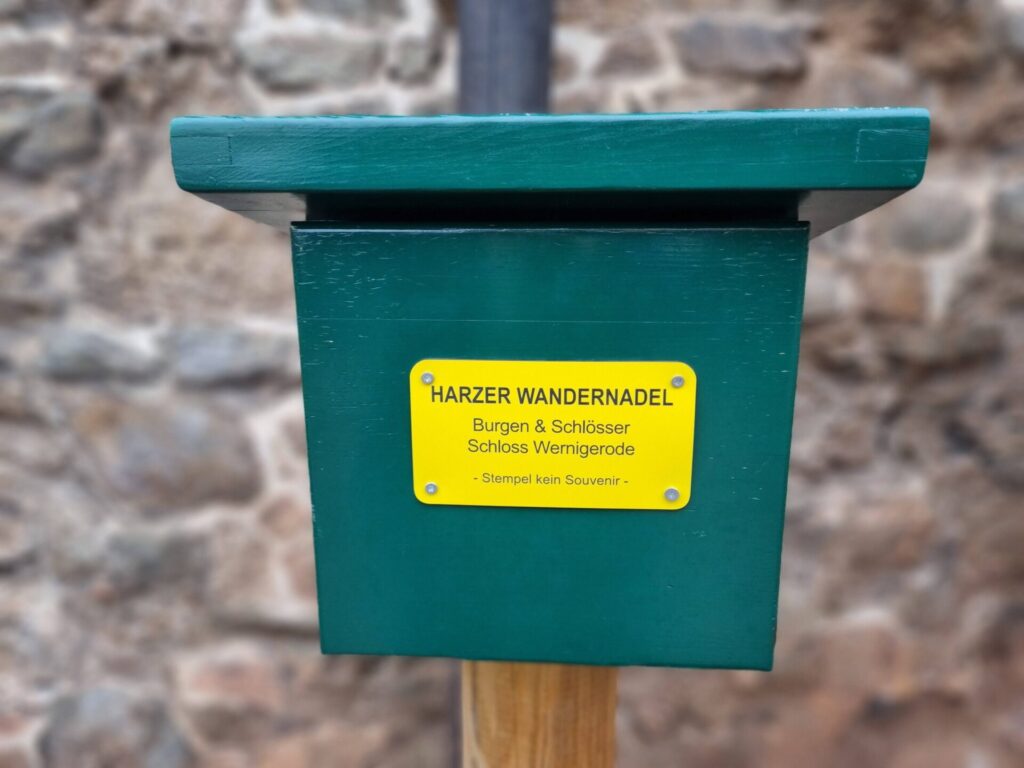 HARZER WANDERNADEL
Burgen & Schlösser
Schloss Wernigerode
- Stempel kein Souvenir -